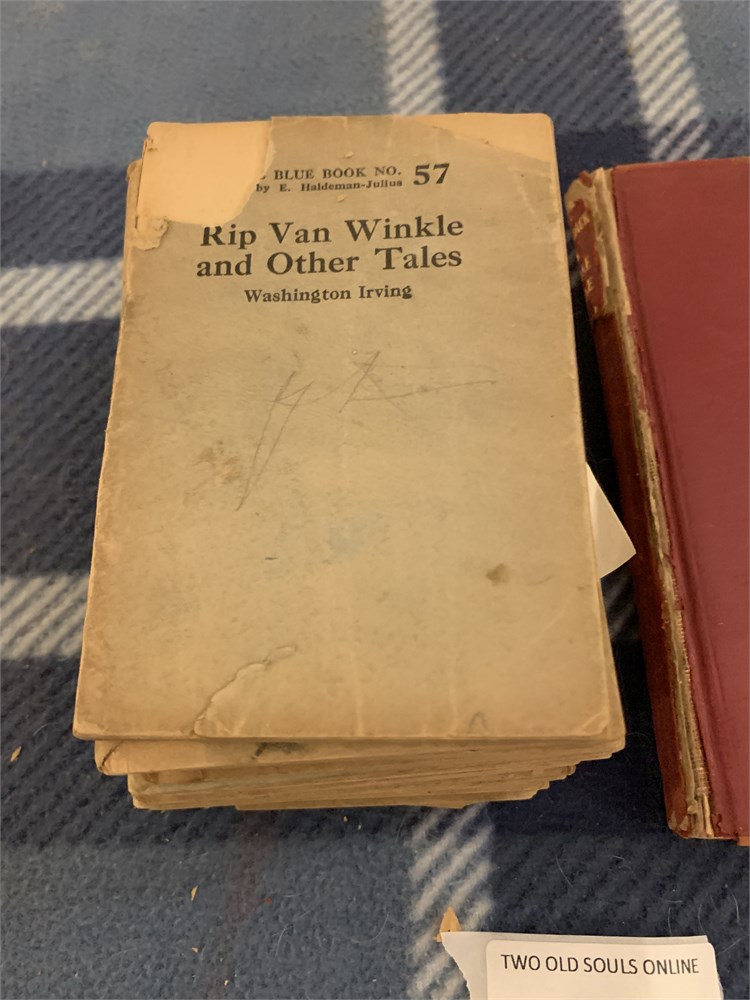 BLUE BOOK NO. 57
by E. Haldeman-Julius
Rip Van Winkle
and Other Tales
Washington Irving
TWO OLD SOULS ONLINE